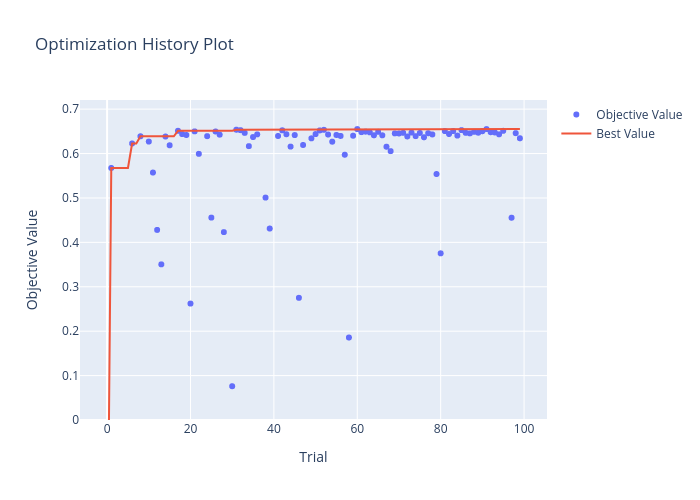 Optimization History Plot
Objective Value
Best Value
0.7
0.6
0.5
0.4
0.3
0.2
0.1
0
0 20 40 60 80 100
Trial
Objective Value